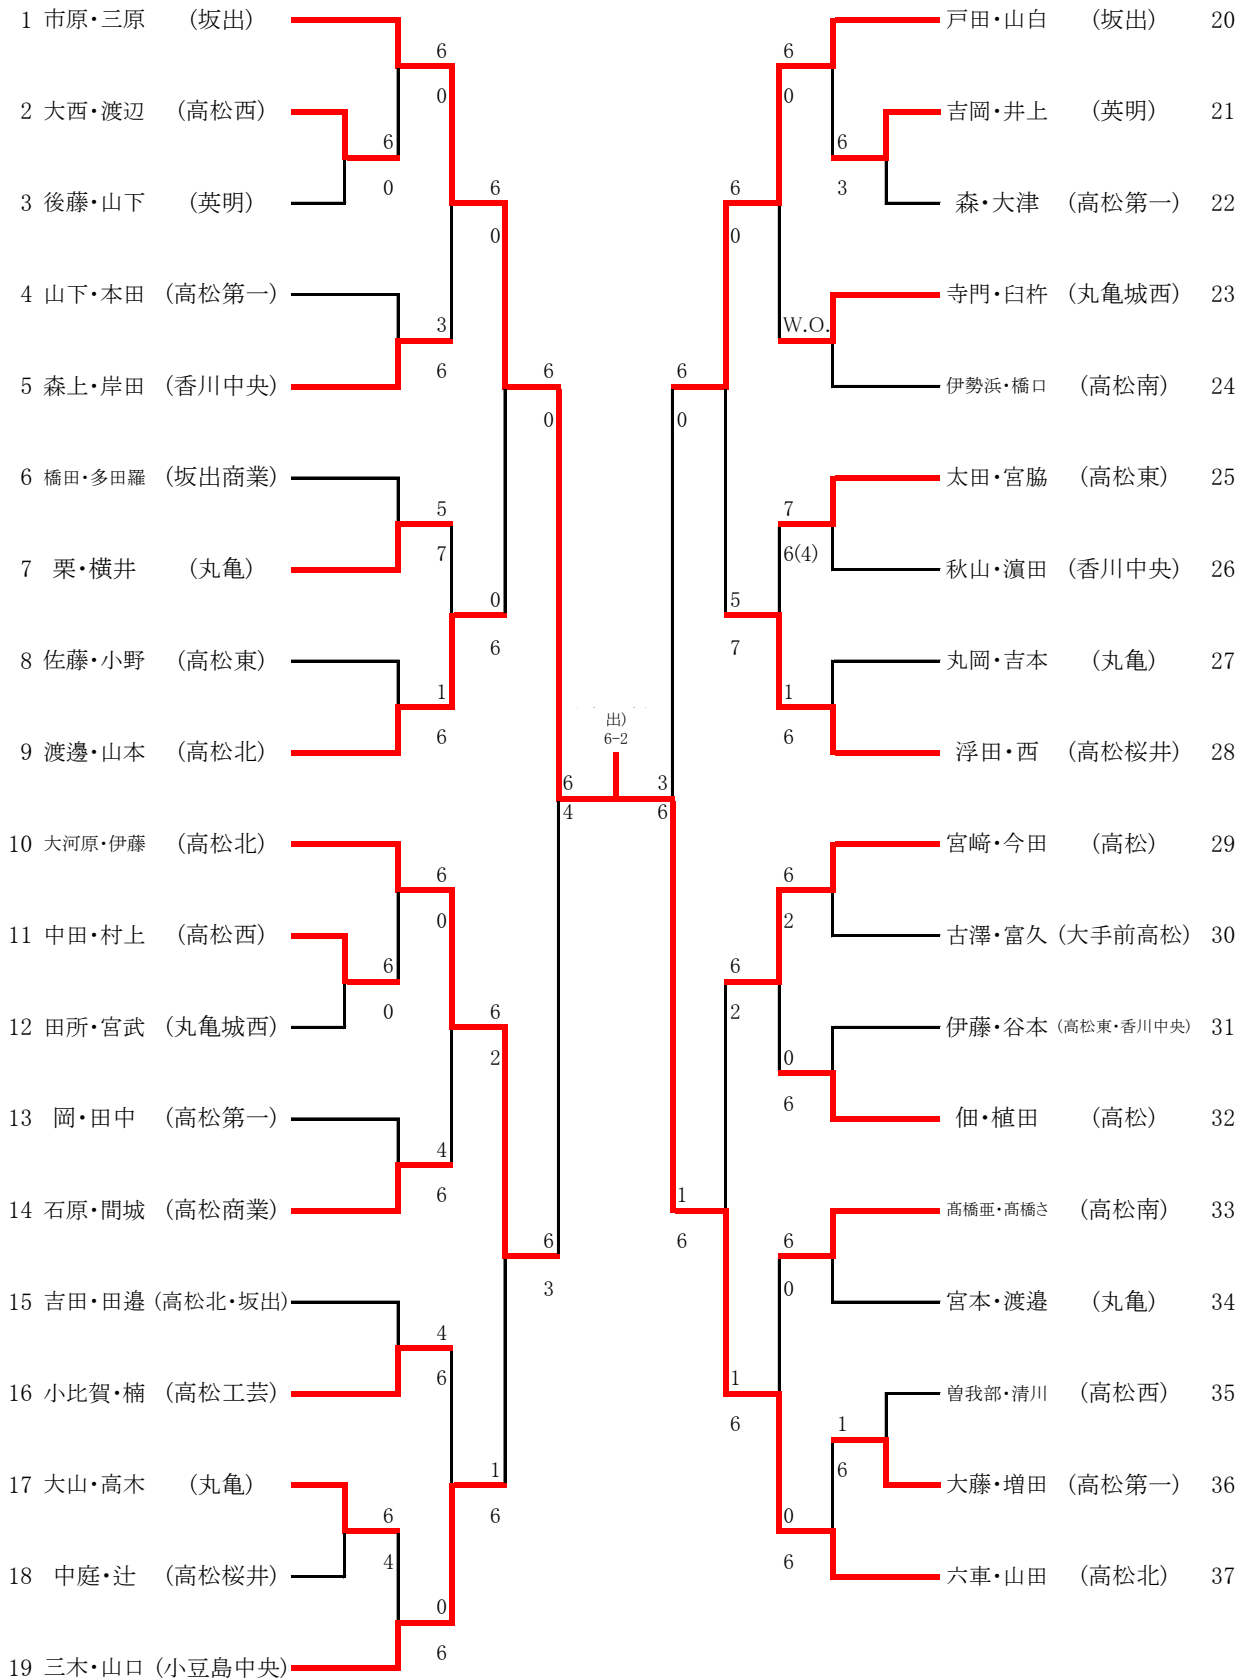 1 市原・三原 (坂出)
6
0
2 大西・渡辺 (高松西)
6
0
3 後藤・山下 (英明)
6
0
4 山下・本田 (高松第一)
3
6
5 森上・岸田 (香川中央)
6
0
6 橋田・多田羅 (坂出商業)
5
7
7 栗・横井 (丸亀)
0
6
8 佐藤・小野 (高松東)
1
6
9 渡邊・山本 (高松北)
6
4
10 大河原・伊藤 (高松北)
6
0
11 中田・村上 (高松西)
6
0
12 田所・宮武 (丸亀城西)
6
2
13 岡・田中 (高松第一)
4
6
14 石原・間城 (高松商業)
6
3
15 吉田・田邉 (高松北・坂出)
4
6
16 小比賀・楠 (高松工芸)
1
6
17 大山・高木 (丸亀)
6
4
18 中庭・辻 (高松桜井)
0
6
19 三木・山口 (小豆島中央)
出)
6-2
戸田・山白 (坂出) 20
6
0
吉岡・井上 (英明) 21
6
3
森・大津 (高松第一) 22
6
0
寺門・臼杵 (丸亀城西) 23
W.O.
伊勢浜・橋口 (高松南) 24
6
0
太田・宮脇 (高松東) 25
7
6(4)
秋山・濵田 (香川中央) 26
5
7
丸岡・吉本 (丸亀) 27
1
6
浮田・西 (高松桜井) 28
3
6
宮﨑・今田 (高松) 29
6
2
古澤・富久 (大手前高松) 30
6
2
伊藤・谷本 (高松東・香川中央) 31
0
6
佃・植田 (高松) 32
1
6
髙橋亜・髙橋さ (高松南) 33
6
0
宮本・渡邉 (丸亀) 34
1
6
曽我部・清川 (高松西) 35
1
6
大藤・増田 (高松第一) 36
0
6
六車・山田 (高松北) 37